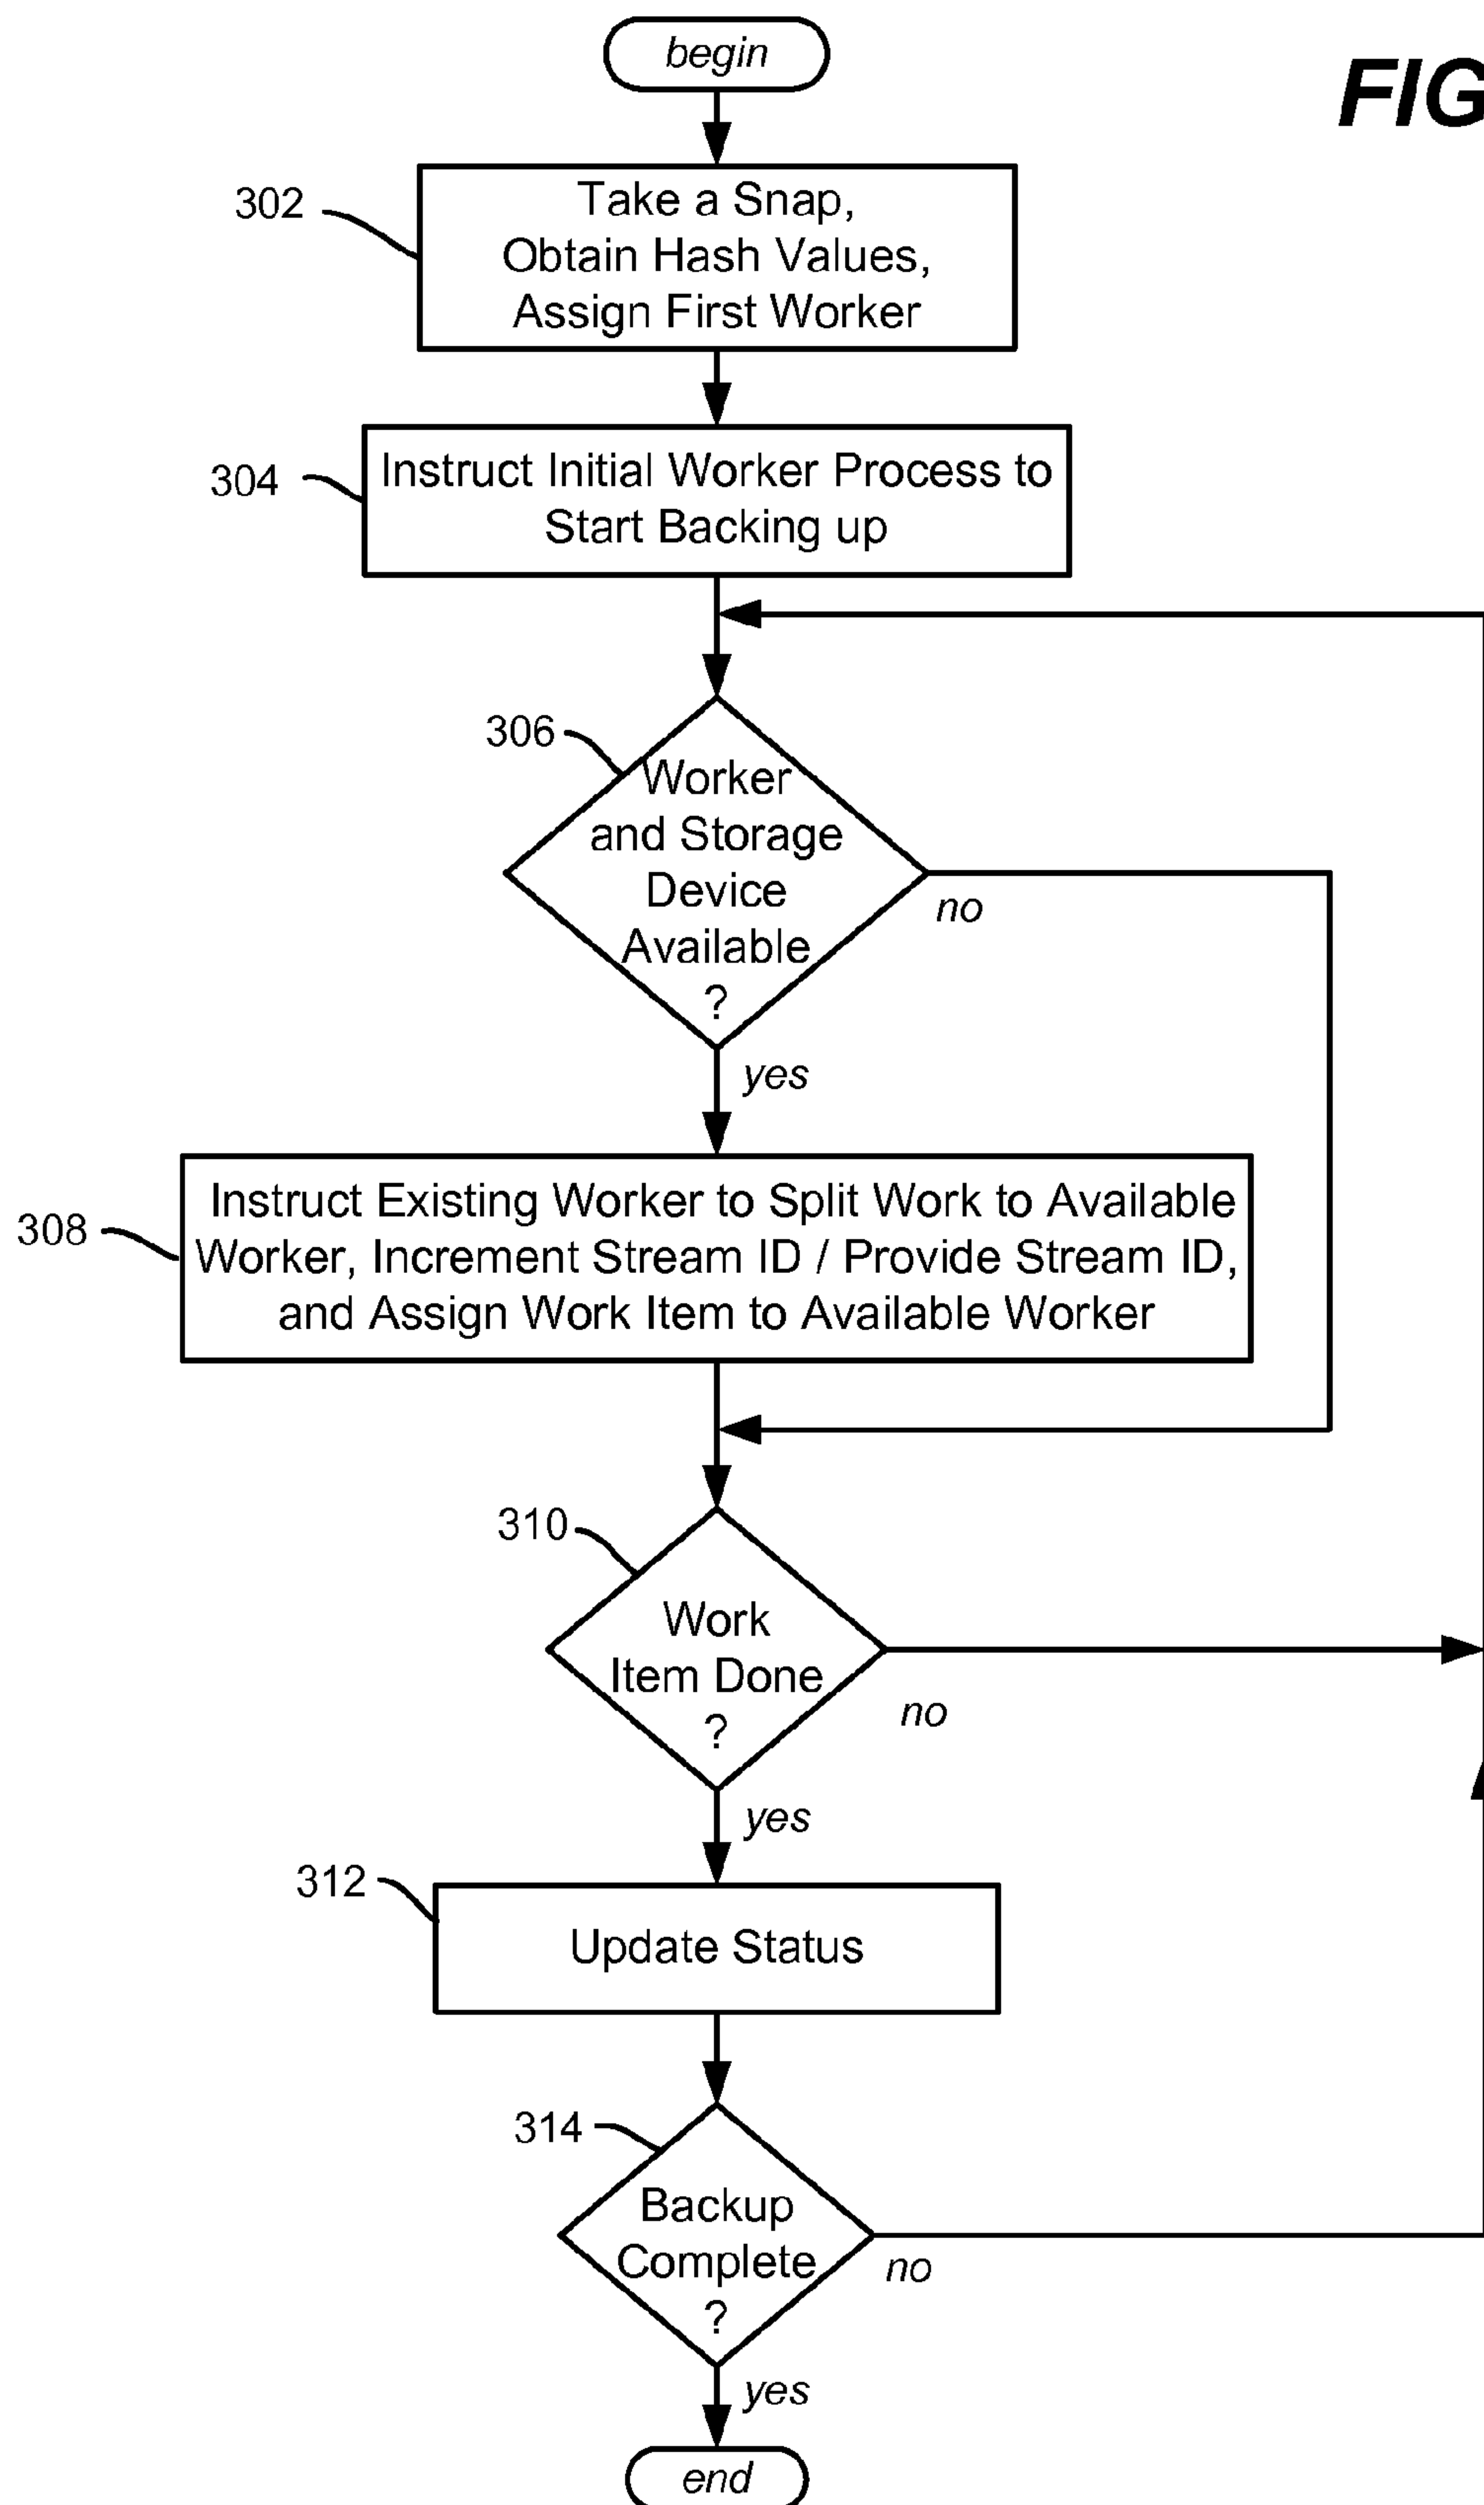 begin
FIG
302
Take a Snap,
Obtain Hash Values,
Assign First Worker
304
Instruct Initial Worker Process to
Start Backing up
306
Worker
and Storage
Device
Available
?
no
yes
308
Instruct Existing Worker to Split Work to Available
Worker, Increment Stream ID / Provide Stream ID,
and Assign Work Item to Available Worker
310
Work
Item Done
?
no
yes
312
Update Status
314
Backup
Complete
?
no
yes
end